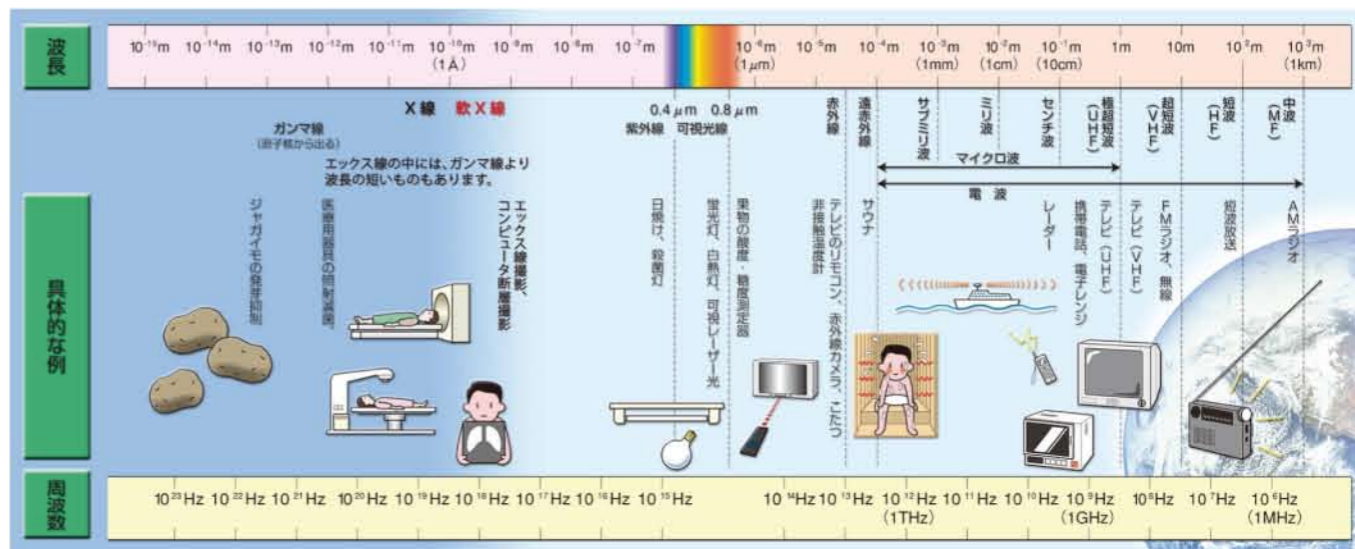 波長
10⁻¹⁵m 10⁻¹⁴m 10⁻¹³m 10⁻¹²m 10⁻¹¹m 10⁻¹⁰m 10⁻⁹m 10⁻⁸m 10⁻⁷m 10⁻⁶m 10⁻⁵m 10⁻⁴m 10⁻³m 10⁻²m 10⁻¹m 1m 10m 10²m 10³m
(1Å) (1μm) (1mm) (1cm) (10cm) (1km)
X線 軟X線
0.4μm 0.8μm
紫外線 可視光線
赤外線
遠赤外線
サブミリ波
ミリ波
センチ波
極超短波
(UHF)
超短波
(VHF)
短波
(HF)
中波
(MF)
ガンマ線
(原子核から出る)
エックス線の中には、ガンマ線より
波長の短いものもあります。
マイクロ波
電波
具体的な例
ジャガイモの発芽抑制
医療用器具の照射滅菌、
エックス線撮影、
コンピュータ断層撮影
日焼け、殺菌灯
蛍光灯、白熱灯、可視レーザー光
果物の酸度・糖度測定器
テレビのリモコン、赤外線カメラ、こたつ
非接触温度計
サウナ
レーダー
携帯電話、電子レンジ
テレビ(UHF)
テレビ(VHF)
FMラジオ、無線
短波放送
AMラジオ
周波数
10²³Hz 10²²Hz 10²¹Hz 10²⁰Hz 10¹⁹Hz 10¹⁸Hz 10¹⁷Hz 10¹⁶Hz 10¹⁵Hz 10¹⁴Hz 10¹³Hz 10¹²Hz 10¹¹Hz 10¹⁰Hz 10⁹Hz 10⁸Hz 10⁷Hz 10⁶Hz
(1THz) (1GHz) (1MHz)